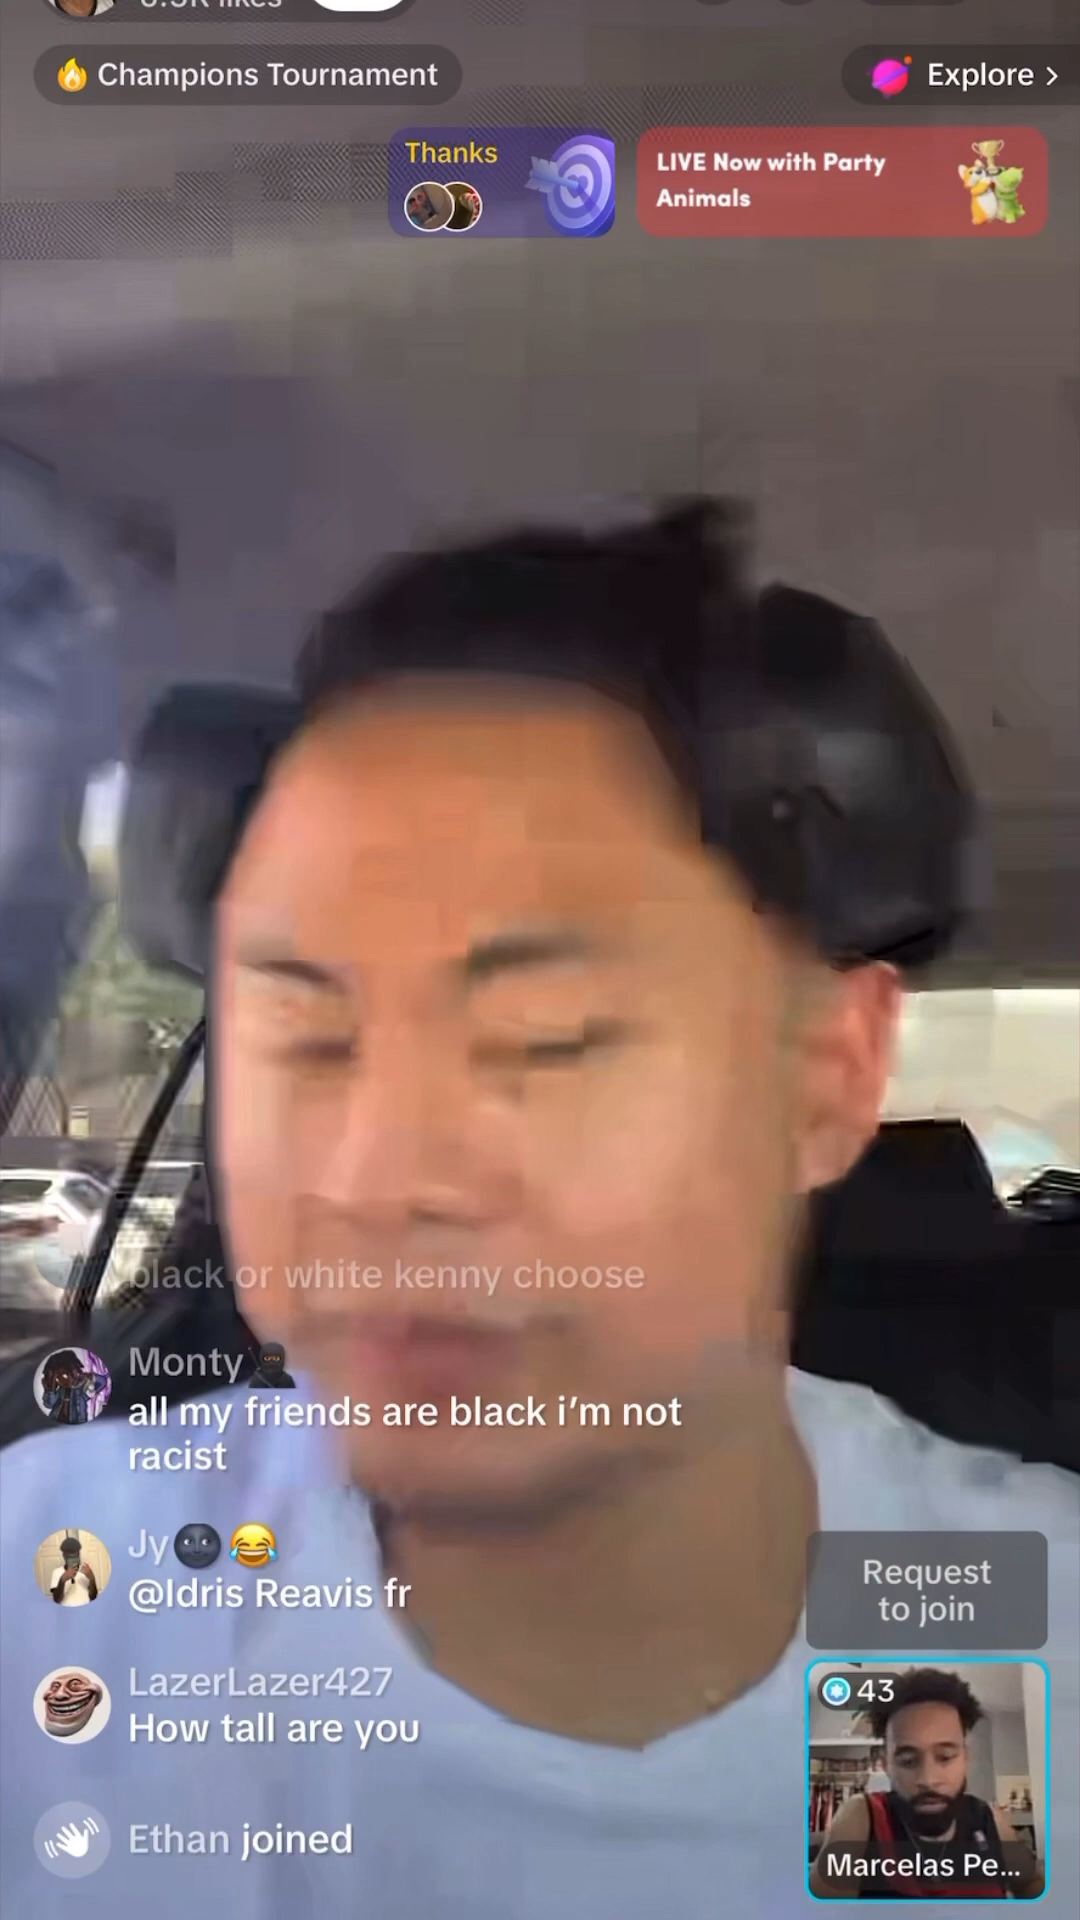 Champions Tournament
Explore >
Thanks
LIVE Now with Party
Animals
black or white kenny choose
Monty
all my friends are black i’m not
racist
Jy
@Idris Reavis fr
Request
to join
LazerLazer427
How tall are you
43
Ethan joined
Marcelas Pe...